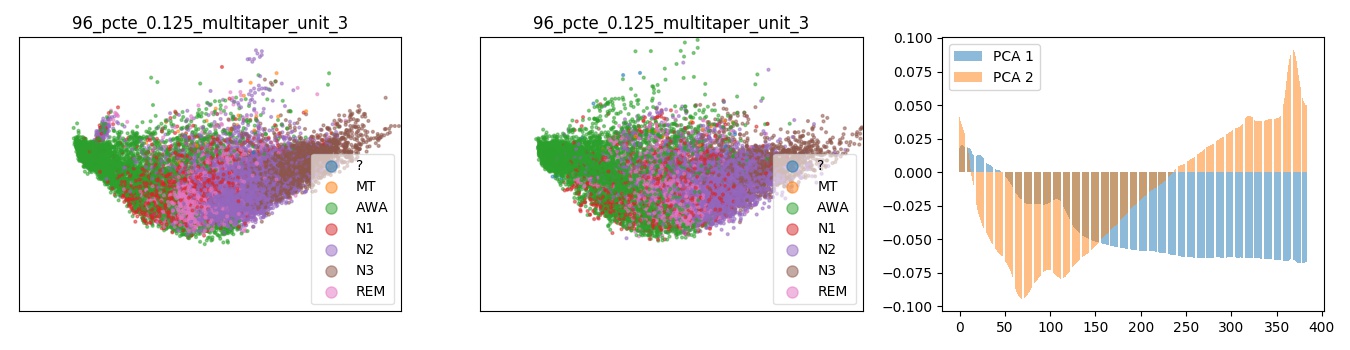 96_pcte_0.125_multitaper_unit_3
?
MT
AWA
N1
N2
N3
REM
96_pcte_0.125_multitaper_unit_3
?
MT
AWA
N1
N2
N3
REM
PCA 1
PCA 2
0.100
0.075
0.050
0.025
0.000
−0.025
−0.050
−0.075
−0.100
0 50 100 150 200 250 300 350 400